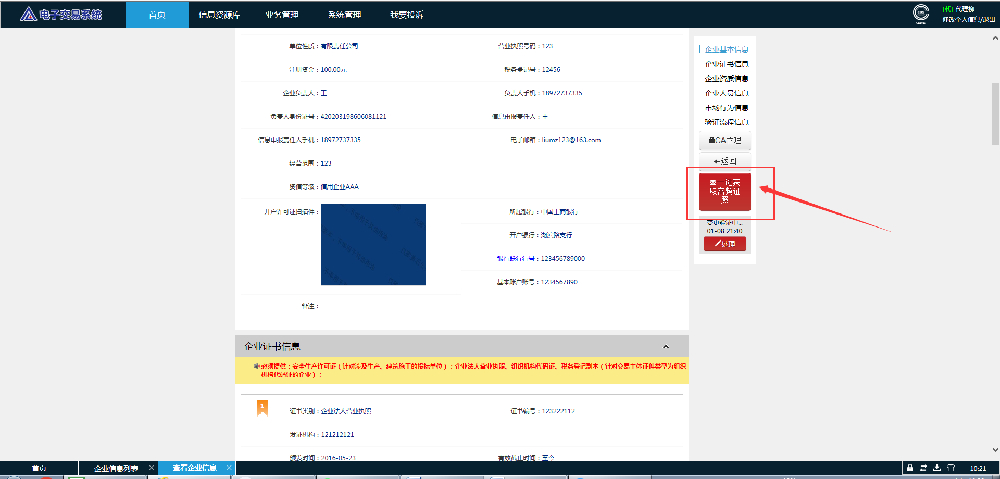 电子交易系统
首页 信息资源库 业务管理 系统管理 我要投诉
CEPREI
[代] 代理柳
修改个人信息/退出
单位性质：有限责任公司 营业执照号码：123
注册资金：100.00元 税务登记号：12456
企业负责人：王 负责人手机：18972737335
负责人身份证号：420203198606081121 信息申报责任人：王
信息申报责任人手机：18972737335 电子邮箱：liumz123@163.com
经营范围：123
资信等级：信用企业AAA
开户许可证扫描件：
不得用于其他用途
不得用于其他用途
所属银行：中国工商银行
开户银行：湖滨路支行
银行联行行号：123456789000
基本账户账号：1234567890
备注：
企业证书信息
必须提供：安全生产许可证（针对涉及生产、建筑施工的投标单位）；企业法人营业执照、组织机构代码证、税务登记副本（针对交易主体证件类型为组织
机构代码证的企业）；
1
证书类别：企业法人营业执照 证书编号：123222112
发证机构：121212121
颁发时间：2016-05-23 有效截止时间：至今
企业基本信息
企业证书信息
企业资质信息
企业人员信息
市场行为信息
验证流程信息
CA管理
返回
一键获
取高频证
照
变更验证中...
01-08 21:40
处理
首页 企业信息列表 查看企业信息 10:21